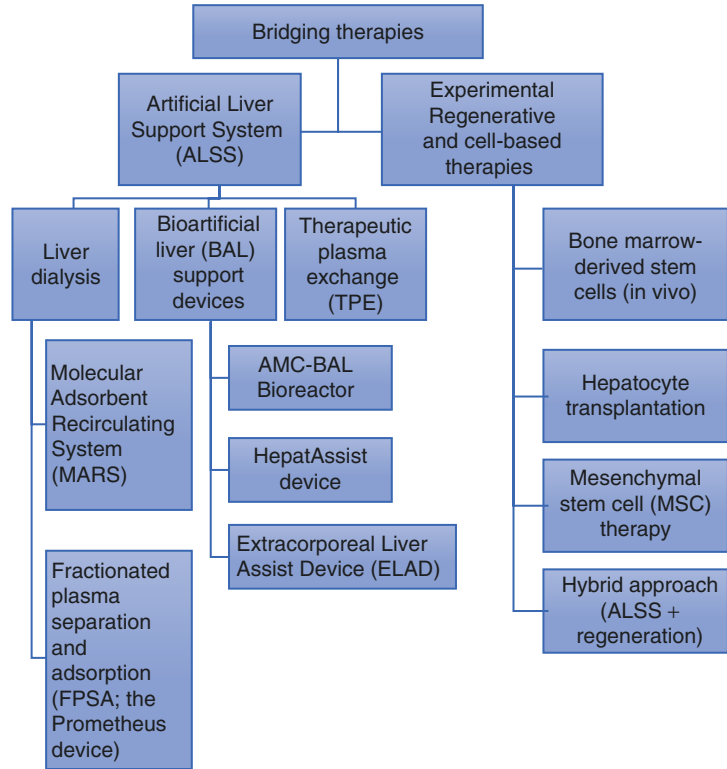 Bridging therapies
Artificial Liver
Support System
(ALSS)
Experimental
Regenerative
and cell-based
therapies
Liver
dialysis
Bioartificial
liver (BAL)
support
devices
Therapeutic
plasma
exchange
(TPE)
Molecular
Adsorbent
Recirculating
System
(MARS)
Fractionated
plasma
separation
and
adsorption
(FPSA; the
Prometheus
device)
AMC-BAL
Bioreactor
HepatAssist
device
Extracorporeal Liver
Assist Device (ELAD)
Bone marrow-
derived stem
cells (in vivo)
Hepatocyte
transplantation
Mesenchymal
stem cell (MSC)
therapy
Hybrid approach
(ALSS +
regeneration)